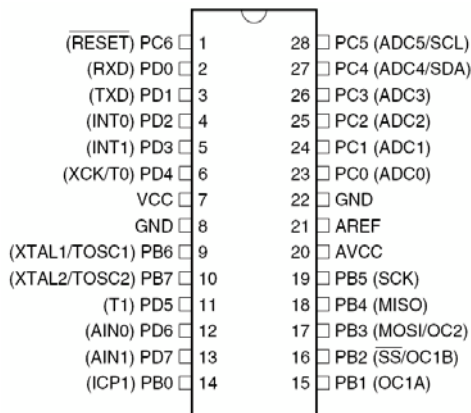 (RESET) PC6 1 28 PC5 (ADC5/SCL)
(RXD) PD0 2 27 PC4 (ADC4/SDA)
(TXD) PD1 3 26 PC3 (ADC3)
(INT0) PD2 4 25 PC2 (ADC2)
(INT1) PD3 5 24 PC1 (ADC1)
(XCK/T0) PD4 6 23 PC0 (ADC0)
VCC 7 22 GND
GND 8 21 AREF
(XTAL1/TOSC1) PB6 9 20 AVCC
(XTAL2/TOSC2) PB7 10 19 PB5 (SCK)
(T1) PD5 11 18 PB4 (MISO)
(AIN0) PD6 12 17 PB3 (MOSI/OC2)
(AIN1) PD7 13 16 PB2 (SS/OC1B)
(ICP1) PB0 14 15 PB1 (OC1A)